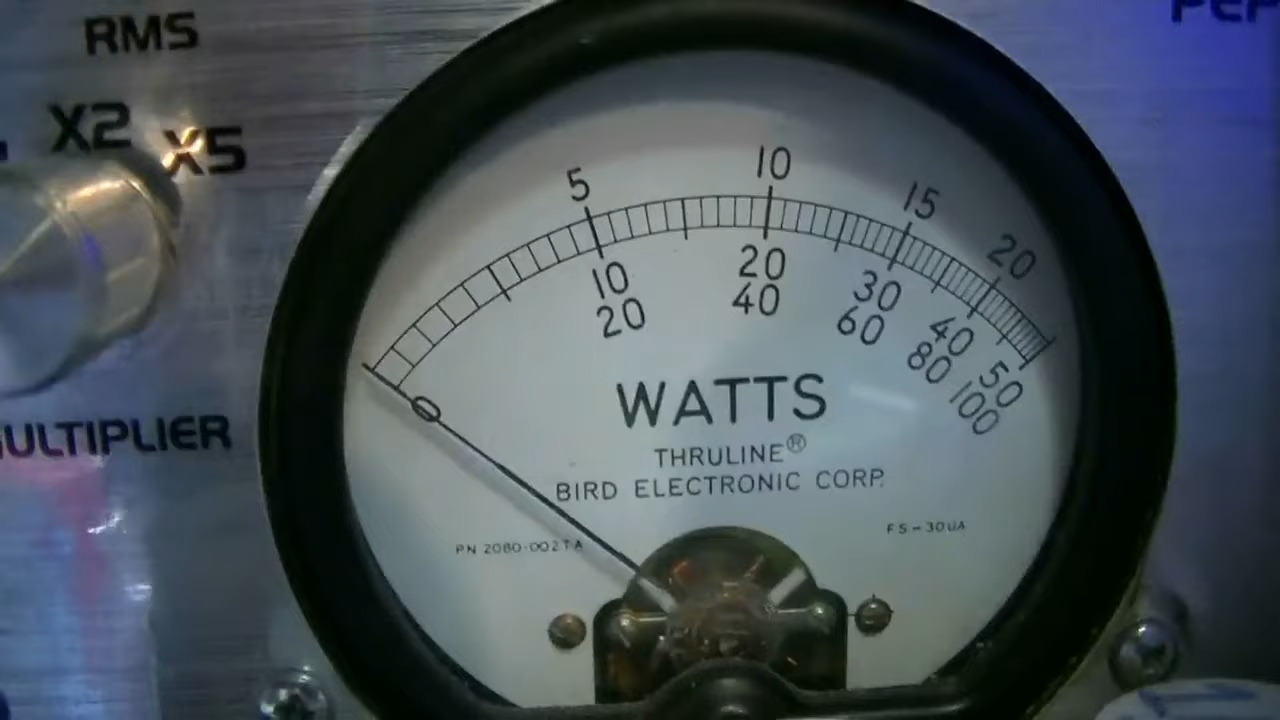 RMS
X2 X5
MULTIPLIER
5 10 15 20
0 10 20 30 40 50
20 40 60 80 100
WATTS
THRULINE®
BIRD ELECTRONIC CORP.
PN 2080-002TA
FS-30UA